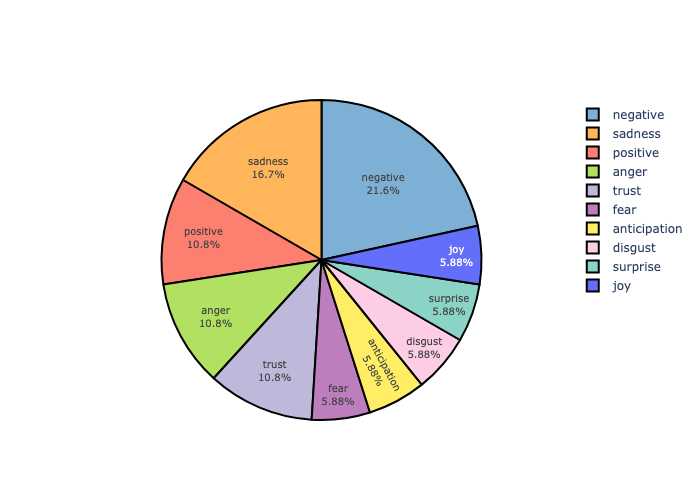 negative
21.6%
joy
5.88%
surprise
5.88%
disgust
5.88%
anticipation
5.88%
fear
5.88%
trust
10.8%
anger
10.8%
positive
10.8%
sadness
16.7%
negative
sadness
positive
anger
trust
fear
anticipation
disgust
surprise
joy